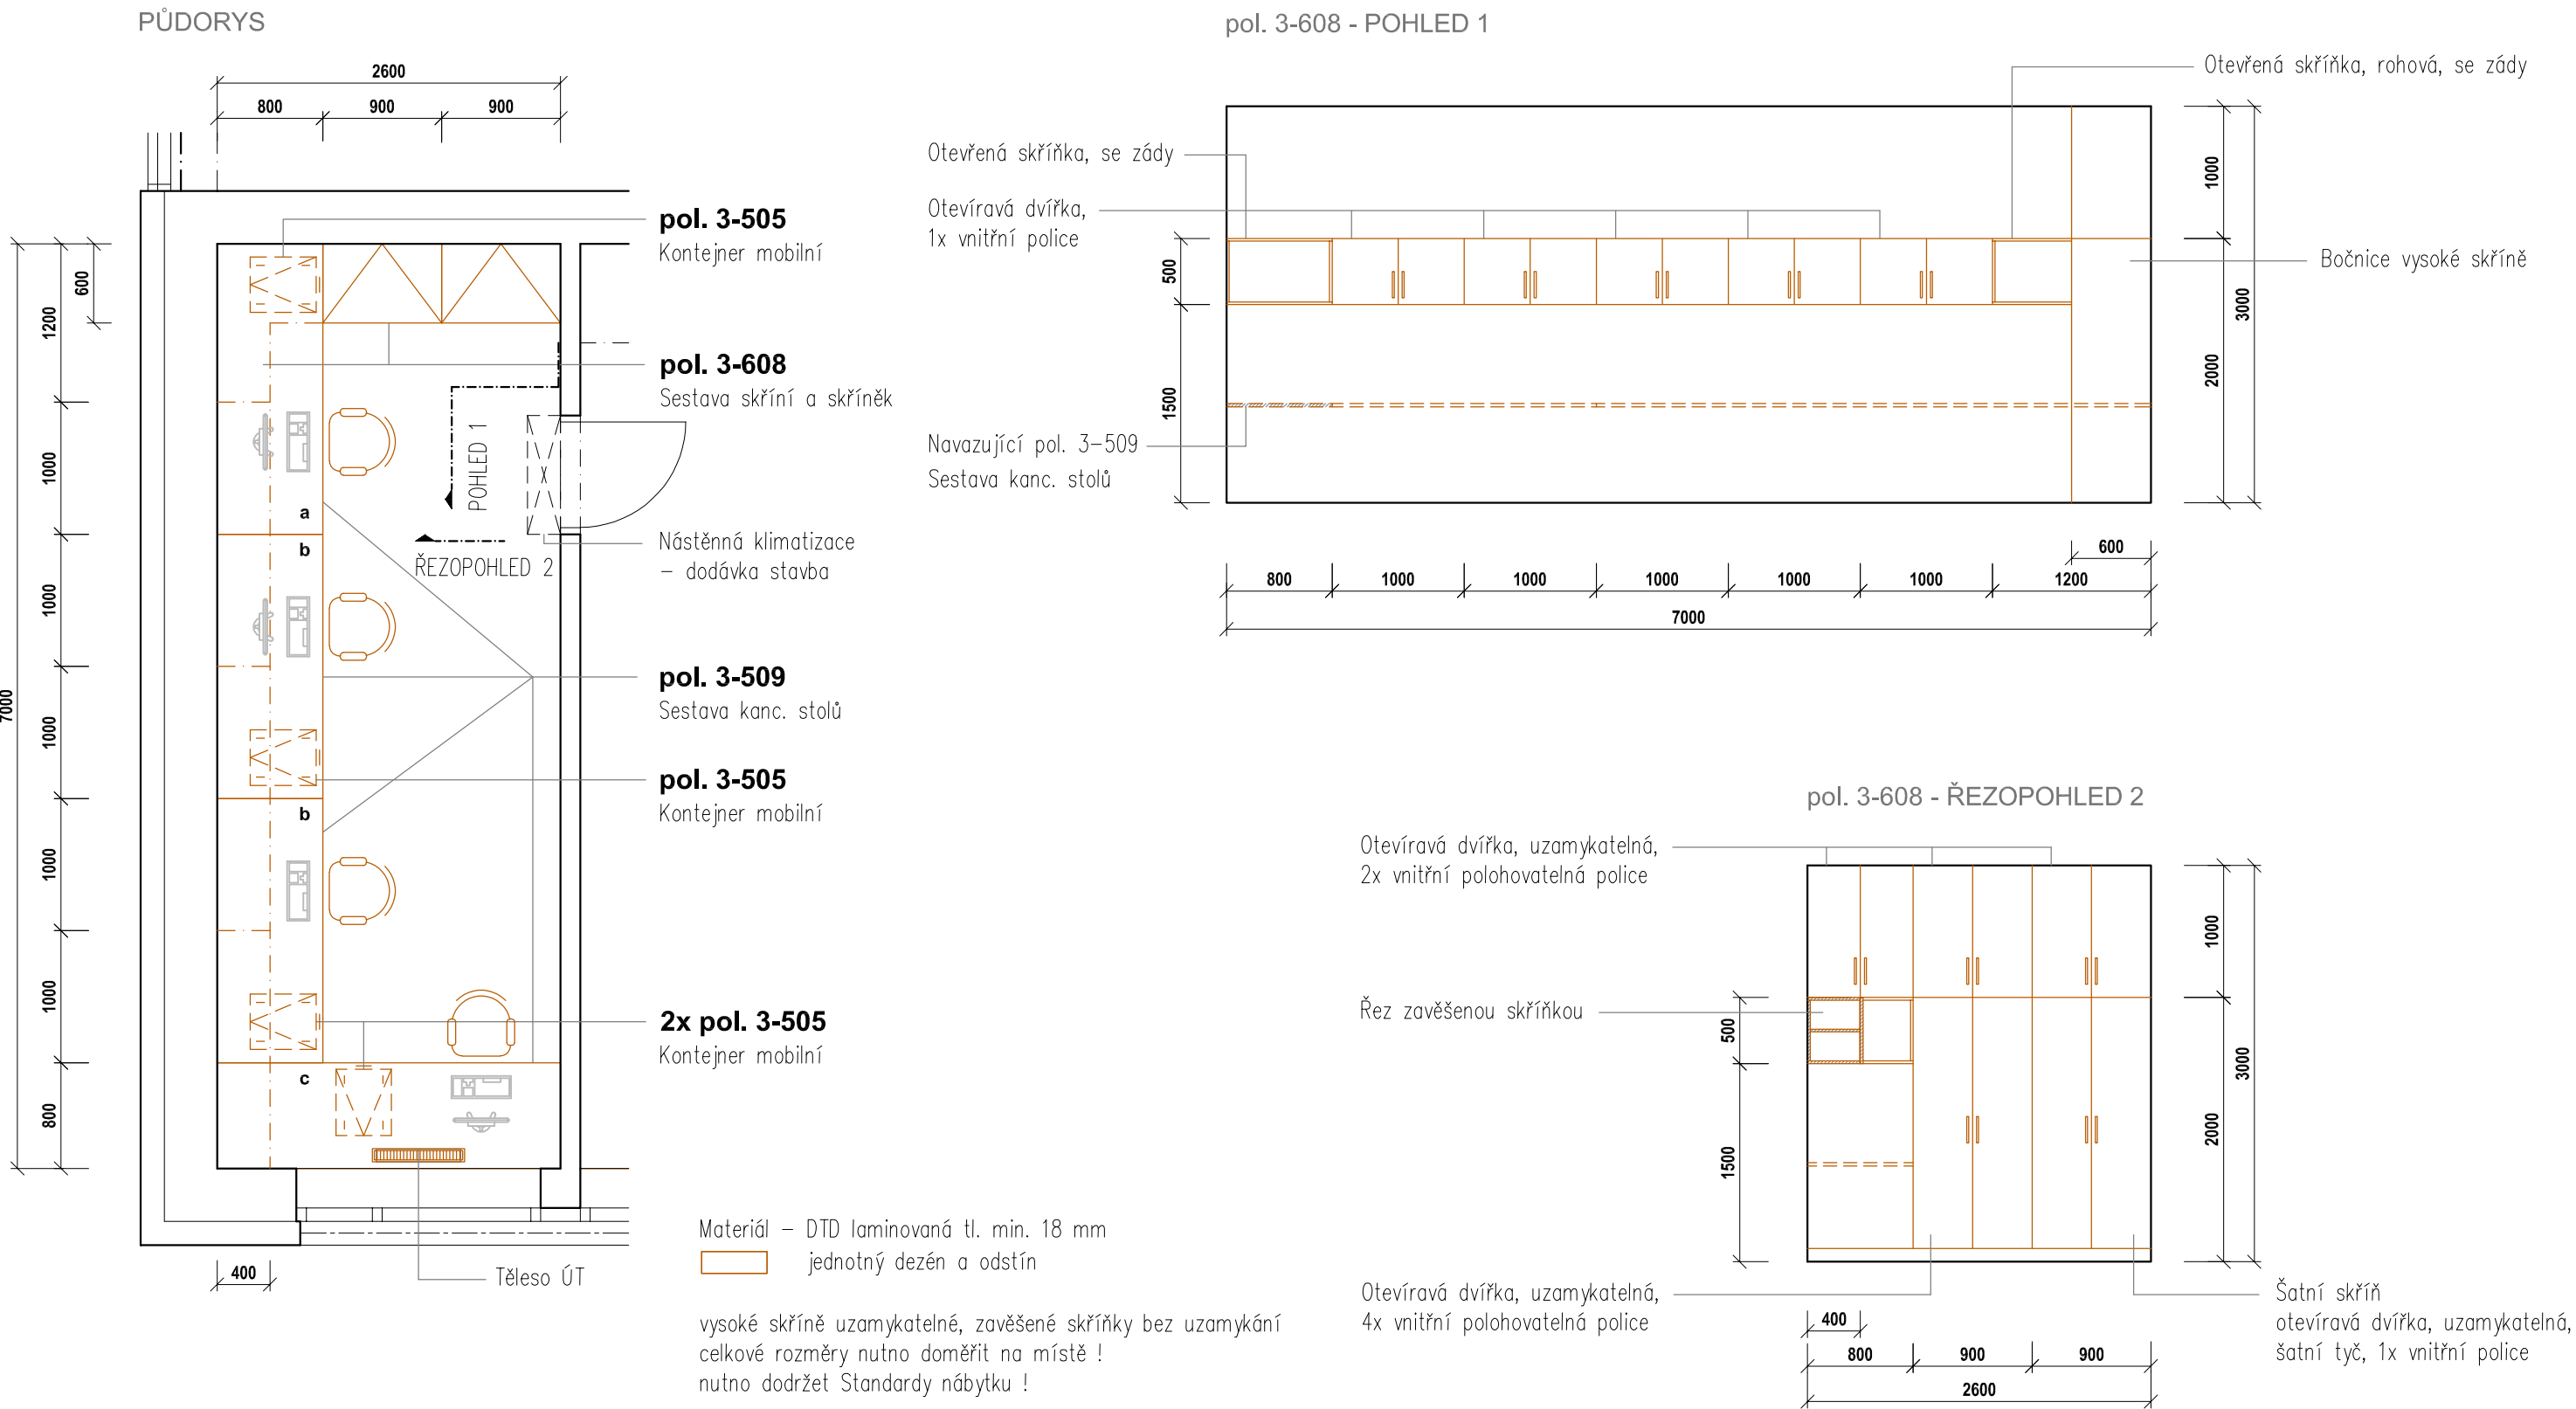 PŮDORYS
2600
800
900
900
600
1200
1000
1000
1000
1000
1000
800
7000
400
pol. 3-505
Kontejner mobilní
pol. 3-608
Sestava skříní a skříněk
POHLED 1
ŘEZOPOHLED 2
Nástěnná klimatizace
– dodávka stavba
a
b
b
c
pol. 3-509
Sestava kanc. stolů
pol. 3-505
Kontejner mobilní
2x pol. 3-505
Kontejner mobilní
Těleso ÚT
Materiál – DTD laminovaná tl. min. 18 mm
jednotný dezén a odstín
vysoké skříně uzamykatelné, zavěšené skříňky bez uzamykání
celkové rozměry nutno doměřit na místě !
nutno dodržet Standardy nábytku !
pol. 3-608 - POHLED 1
Otevřená skříňka, rohová, se zády
Otevřená skříňka, se zády
Otevíravá dvířka,
1x vnitřní police
Bočnice vysoké skříně
Navazující pol. 3–509
Sestava kanc. stolů
500
1500
1000
2000
3000
600
800
1000
1000
1000
1000
1000
1200
7000
pol. 3-608 - ŘEZOPOHLED 2
Otevíravá dvířka, uzamykatelná,
2x vnitřní polohovatelná police
Řez zavěšenou skříňkou
500
1500
1000
2000
3000
Otevíravá dvířka, uzamykatelná,
4x vnitřní polohovatelná police
Šatní skříň
otevíravá dvířka, uzamykatelná,
šatní tyč, 1x vnitřní police
400
800
900
900
2600